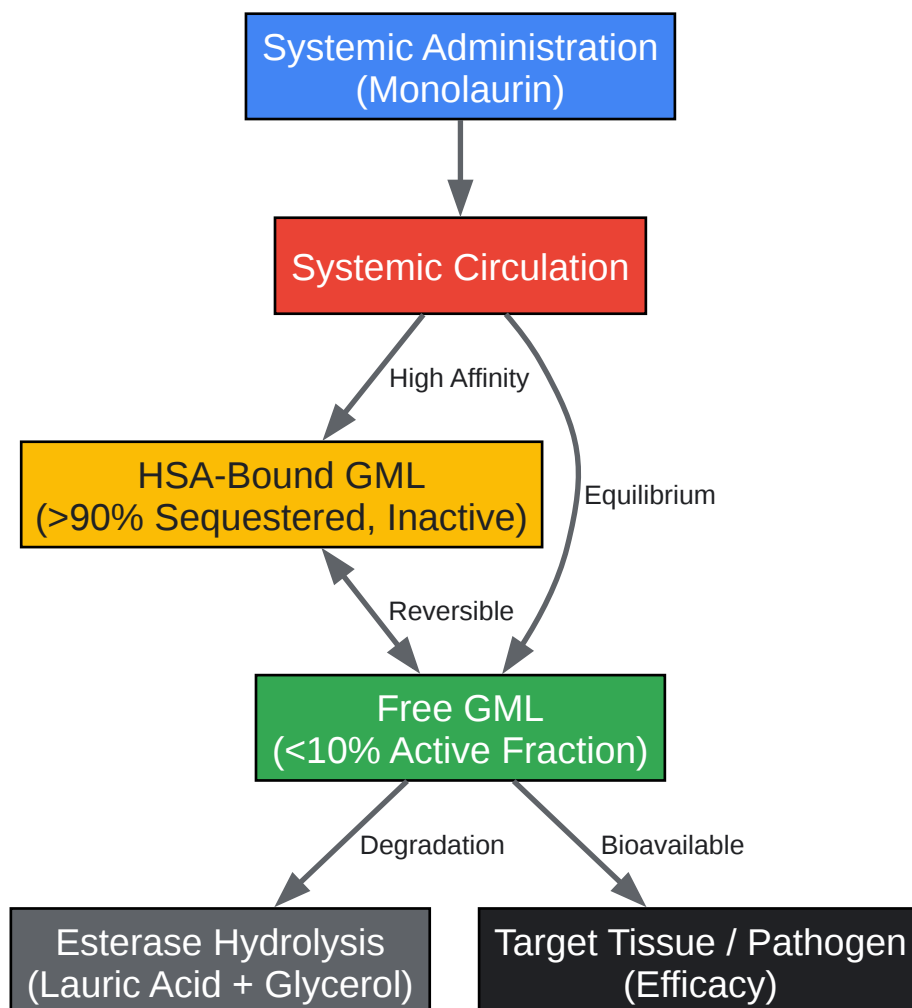 Systemic Administration
(Monolaurin)
Systemic Circulation
High Affinity
HSA-Bound GML
(>90% Sequestered, Inactive)
Equilibrium
Reversible
Free GML
(<10% Active Fraction)
Degradation
Bioavailable
Esterase Hydrolysis
(Lauric Acid + Glycerol)
Target Tissue / Pathogen
(Efficacy)